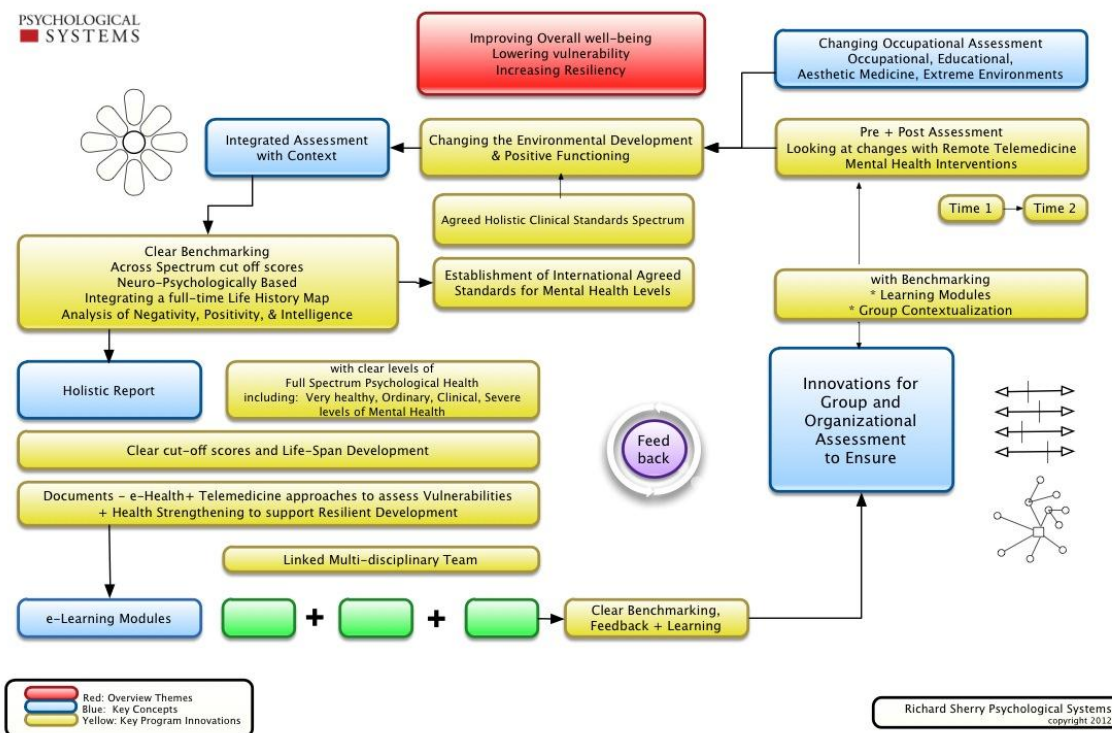 PSYCHOLOGICAL
SYSTEMS
Improving Overall well-being
Lowering vulnerability
Increasing Resiliency
Changing Occupational Assessment
Occupational, Educational,
Aesthetic Medicine, Extreme Environments
Integrated Assessment
with Context
Changing the Environmental Development
& Positive Functioning
Pre + Post Assessment
Looking at changes with Remote Telemedicine
Mental Health Interventions
Agreed Holistic Clinical Standards Spectrum
Time 1
Time 2
Clear Benchmarking
Across Spectrum cut off scores
Neuro-Psychologically Based
Integrating a full-time Life History Map
Analysis of Negativity, Positivity, & Intelligence
Establishment of International Agreed
Standards for Mental Health Levels
with Benchmarking
* Learning Modules
* Group Contextualization
Holistic Report
with clear levels of
Full Spectrum Psychological Health
including: Very healthy, Ordinary, Clinical, Severe
levels of Mental Health
Innovations for
Group and
Organizational
Assessment
to Ensure
Feed
back
Clear cut-off scores and Life-Span Development
Documents - e-Health+ Telemedicine approaches to assess Vulnerabilities
+ Health Strengthening to support Resilient Development
Linked Multi-disciplinary Team
e-Learning Modules
+
+
Clear Benchmarking,
Feedback + Learning
Red: Overview Themes
Blue: Key Concepts
Yellow: Key Program Innovations
Richard Sherry Psychological Systems
copyright 2012